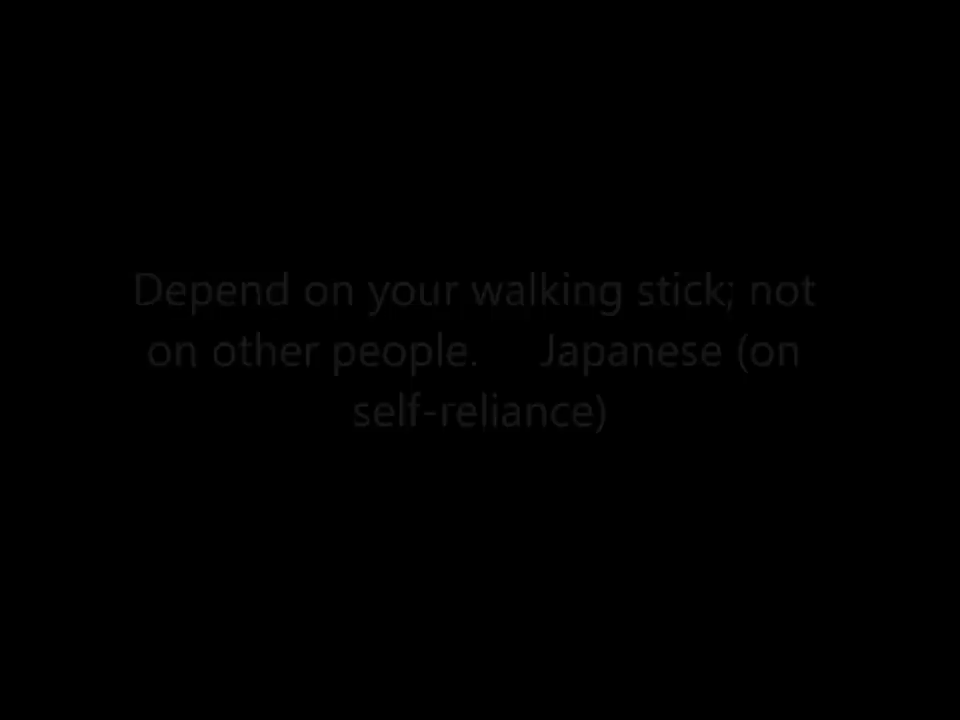 Depend on your walking stick; not
on other people. Japanese (on
self-reliance)